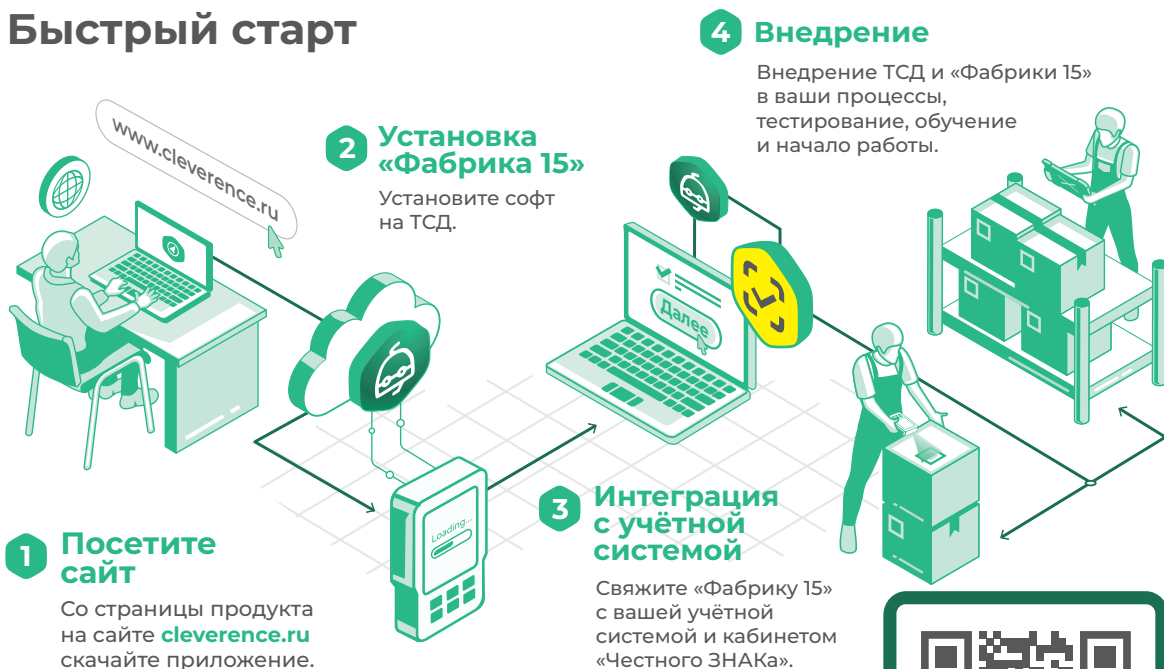 Быстрый старт
www.cleverence.ru
1
Посетите
сайт
Со страницы продукта
на сайте cleverence.ru
скачайте приложение.
2
Установка
«Фабрика 15»
Установите софт
на ТСД.
Loading...
3
Интеграция
с учётной
системой
Свяжите «Фабрику 15»
с вашей учётной
системой и кабинетом
«Честного ЗНАКа».
Далее
4
Внедрение
Внедрение ТСД и «Фабрики 15»
в ваши процессы,
тестирование, обучение
и начало работы.